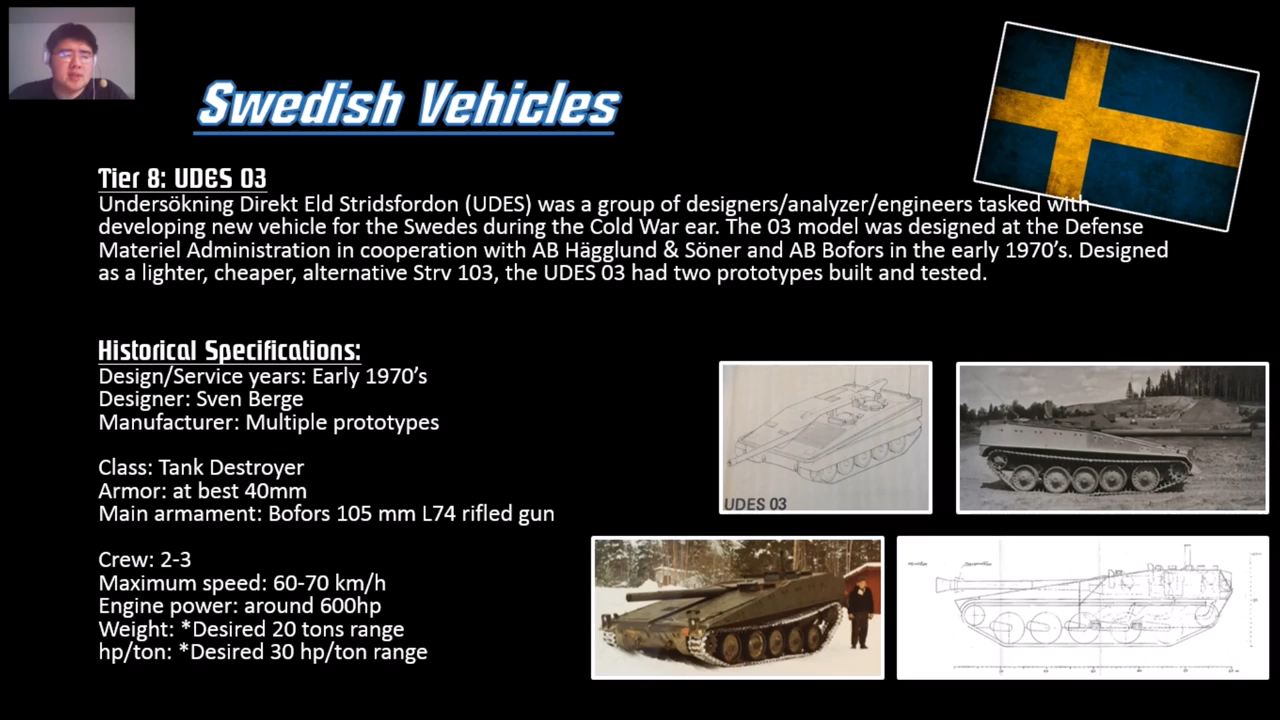 Swedish Vehicles
Tier 8: UDES 03
Undersökning Direkt Eld Stridsfordon (UDES) was a group of designers/analyzer/engineers tasked with
developing new vehicle for the Swedes during the Cold War ear. The 03 model was designed at the Defense
Materiel Administration in cooperation with AB Hägglund & Söner and AB Bofors in the early 1970's. Designed
as a lighter, cheaper, alternative Strv 103, the UDES 03 had two prototypes built and tested.
Historical Specifications:
Design/Service years: Early 1970's
Designer: Sven Berge
Manufacturer: Multiple prototypes
Class: Tank Destroyer
Armor: at best 40mm
Main armament: Bofors 105 mm L74 rifled gun
Crew: 2-3
Maximum speed: 60-70 km/h
Engine power: around 600hp
Weight: *Desired 20 tons range
hp/ton: *Desired 30 hp/ton range
UDES 03